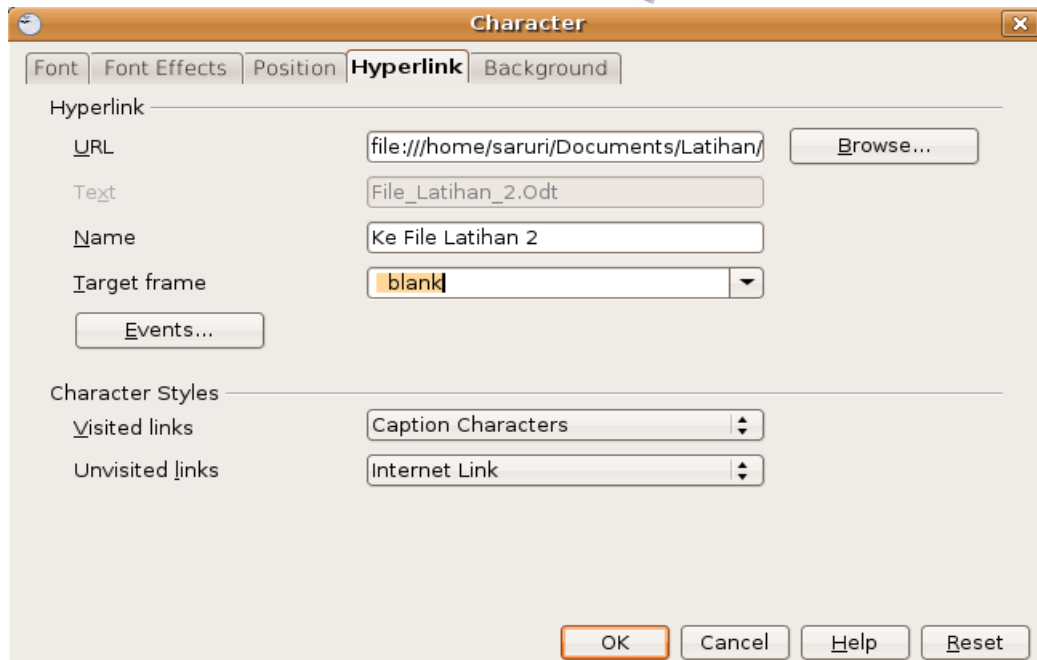 Character
Font Font Effects Position Hyperlink Background
Hyperlink
URL file:///home/saruri/Documents/Latihan/ Browse...
Text File_Latihan_2.Odt
Name Ke File Latihan 2
Target frame _blank
Events...
Character Styles
Visited links Caption Characters
Unvisited links Internet Link
OK Cancel Help Reset